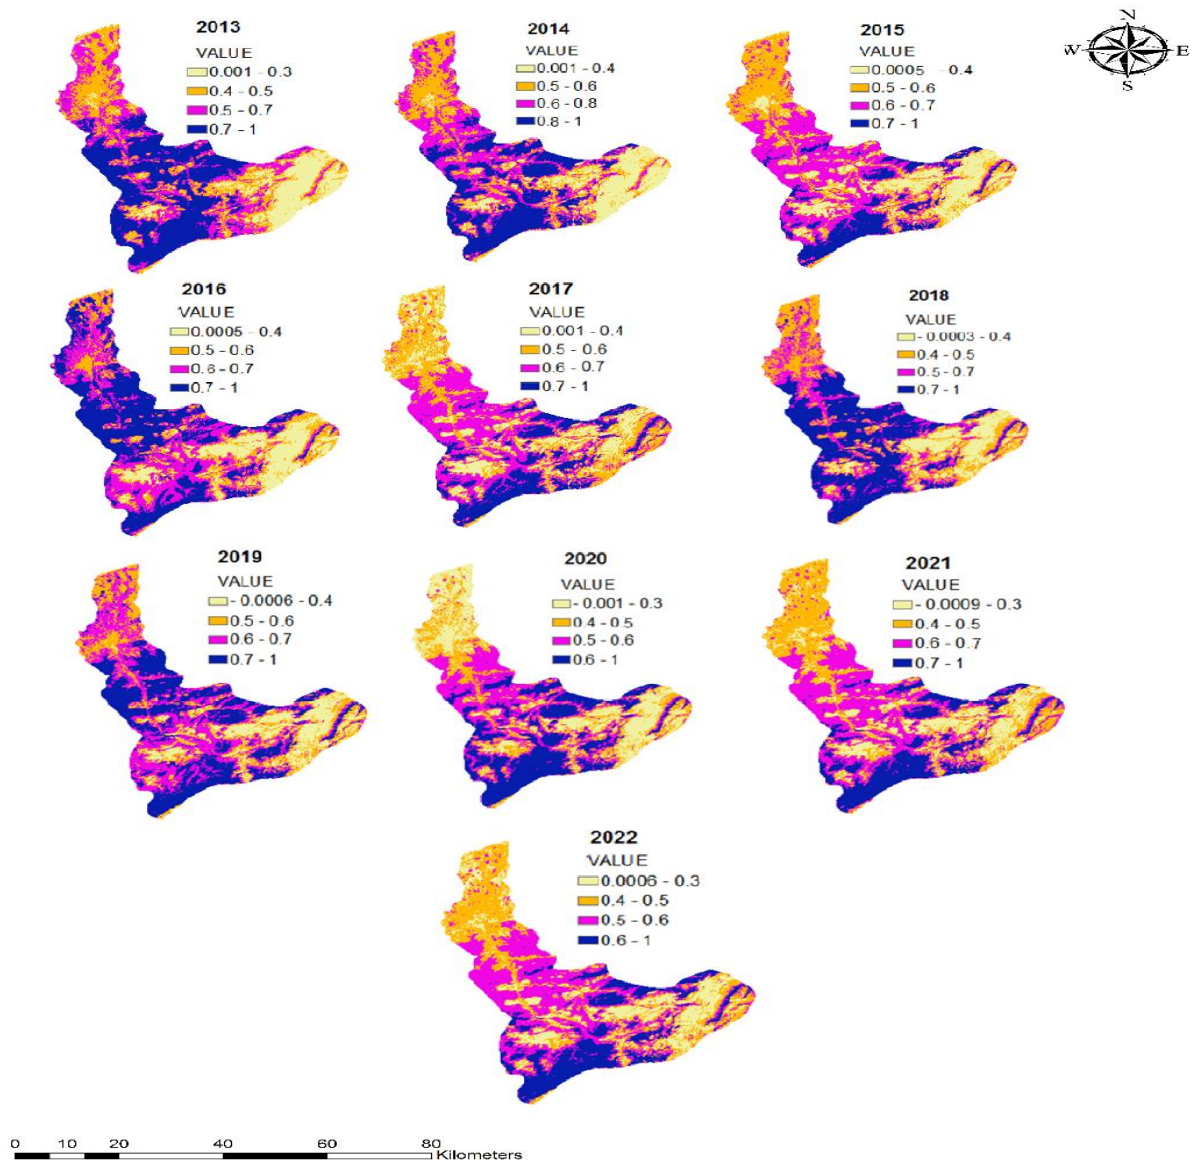 N
W E
S
2013
VALUE
0.001 - 0.3
0.4 - 0.5
0.5 - 0.7
0.7 - 1
2014
VALUE
0.001 - 0.4
0.5 - 0.6
0.6 - 0.8
0.8 - 1
2015
VALUE
0.0005 - 0.4
0.5 - 0.6
0.6 - 0.7
0.7 - 1
2016
VALUE
0.0005 - 0.4
0.5 - 0.6
0.6 - 0.7
0.7 - 1
2017
VALUE
0.001 - 0.4
0.5 - 0.6
0.6 - 0.7
0.7 - 1
2018
VALUE
- 0.0003 - 0.4
0.4 - 0.5
0.5 - 0.7
0.7 - 1
2019
VALUE
- 0.0006 - 0.4
0.5 - 0.6
0.6 - 0.7
0.7 - 1
2020
VALUE
- 0.001 - 0.3
0.4 - 0.5
0.5 - 0.6
0.6 - 1
2021
VALUE
- 0.0009 - 0.3
0.4 - 0.5
0.6 - 0.7
0.7 - 1
2022
VALUE
0.0006 - 0.3
0.4 - 0.5
0.5 - 0.6
0.6 - 1
0 10 20 40 60 80
Kilometers